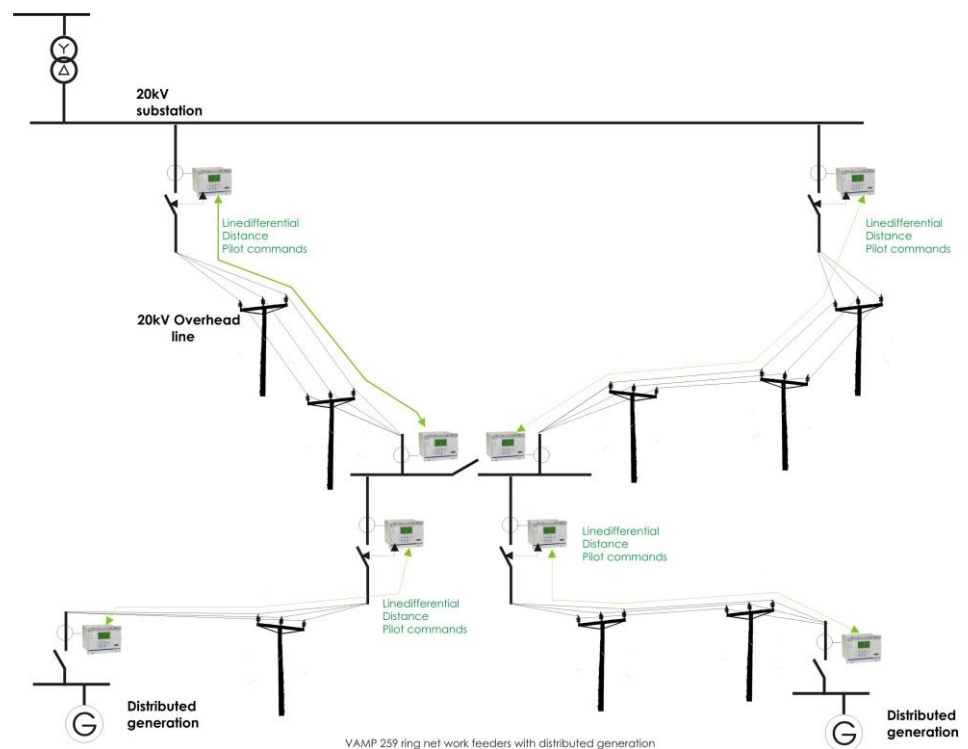 20kV
substation
Linedifferential
Distance
Pilot commands
Linedifferential
Distance
Pilot commands
20kV Overhead
line
Linedifferential
Distance
Pilot commands
Linedifferential
Distance
Pilot commands
Distributed
generation
G
Distributed
generation
G
VAMP 259 ring net work feeders with distributed generation